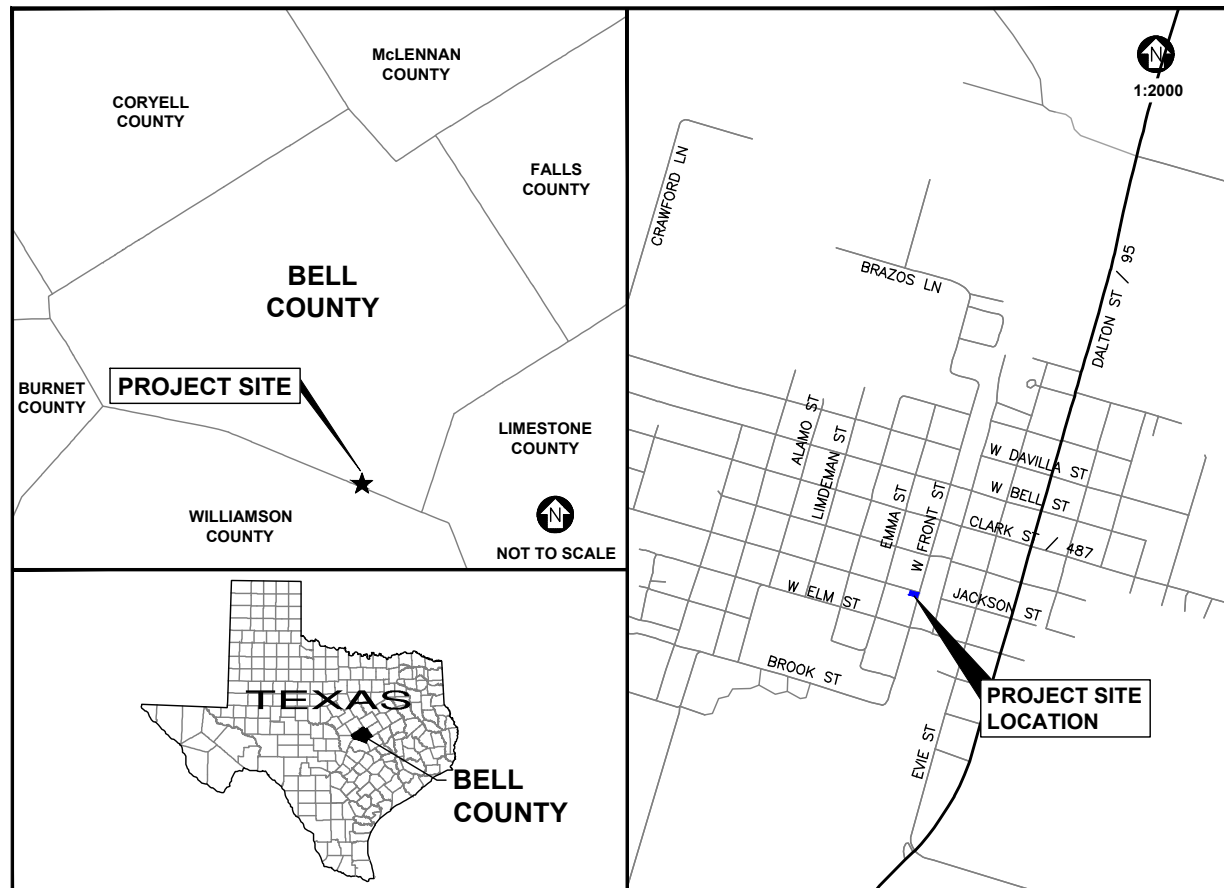 McLENNAN
COUNTY
CORYELL
COUNTY
FALLS
COUNTY
BELL
COUNTY
PROJECT SITE
BURNET
COUNTY
LIMESTONE
COUNTY
WILLIAMSON
COUNTY
N
NOT TO SCALE
TEXAS
BELL
COUNTY
N
1:2000
CRAWFORD LN
BRAZOS LN
DALTON ST / 95
ALAMO ST
LIMDEMAN ST
EMMA ST
W FRONT ST
W DAVILLA ST
W BELL ST
CLARK ST / 487
W ELM ST
JACKSON ST
BROOK ST
PROJECT SITE
LOCATION
EVIE ST